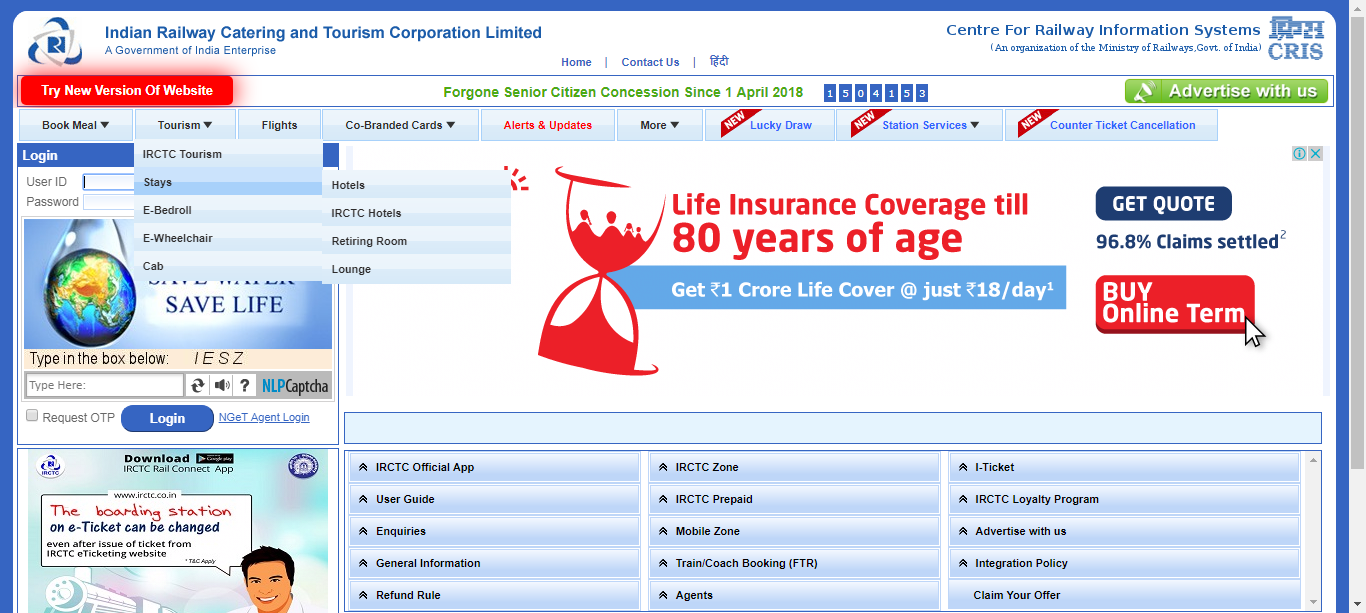 Indian Railway Catering and Tourism Corporation Limited
A Government of India Enterprise
Centre For Railway Information Systems
(An organization of the Ministry of Railways,Govt. of India)
CRIS
Home | Contact Us | हिंदी
Try New Version Of Website
Forgone Senior Citizen Concession Since 1 April 2018 1 5 0 4 1 5 3
Advertise with us
Book Meal Tourism Flights Co-Branded Cards Alerts & Updates More NEW Lucky Draw NEW Station Services NEW Counter Ticket Cancellation
Login
User ID
Password
IRCTC Tourism
Stays
E-Bedroll
E-Wheelchair
Cab
Hotels
IRCTC Hotels
Retiring Room
Lounge
SAVE WATER
SAVE LIFE
Type in the box below: IESZ
Type Here:
? NLPCaptcha
Request OTP Login NGeT Agent Login
Life Insurance Coverage till
80 years of age
Get ₹1 Crore Life Cover @ just ₹18/day¹
GET QUOTE
96.8% Claims settled²
BUY
Online Term
IRCTC
Download Google play
IRCTC Rail Connect App
www.irctc.co.in
The boarding station
on e-Ticket can be changed
even after issue of ticket from
IRCTC eTicketing website
* T&C Apply
IRCTC Official App IRCTC Zone I-Ticket
User Guide IRCTC Prepaid IRCTC Loyalty Program
Enquiries Mobile Zone Advertise with us
General Information Train/Coach Booking (FTR) Integration Policy
Refund Rule Agents Claim Your Offer